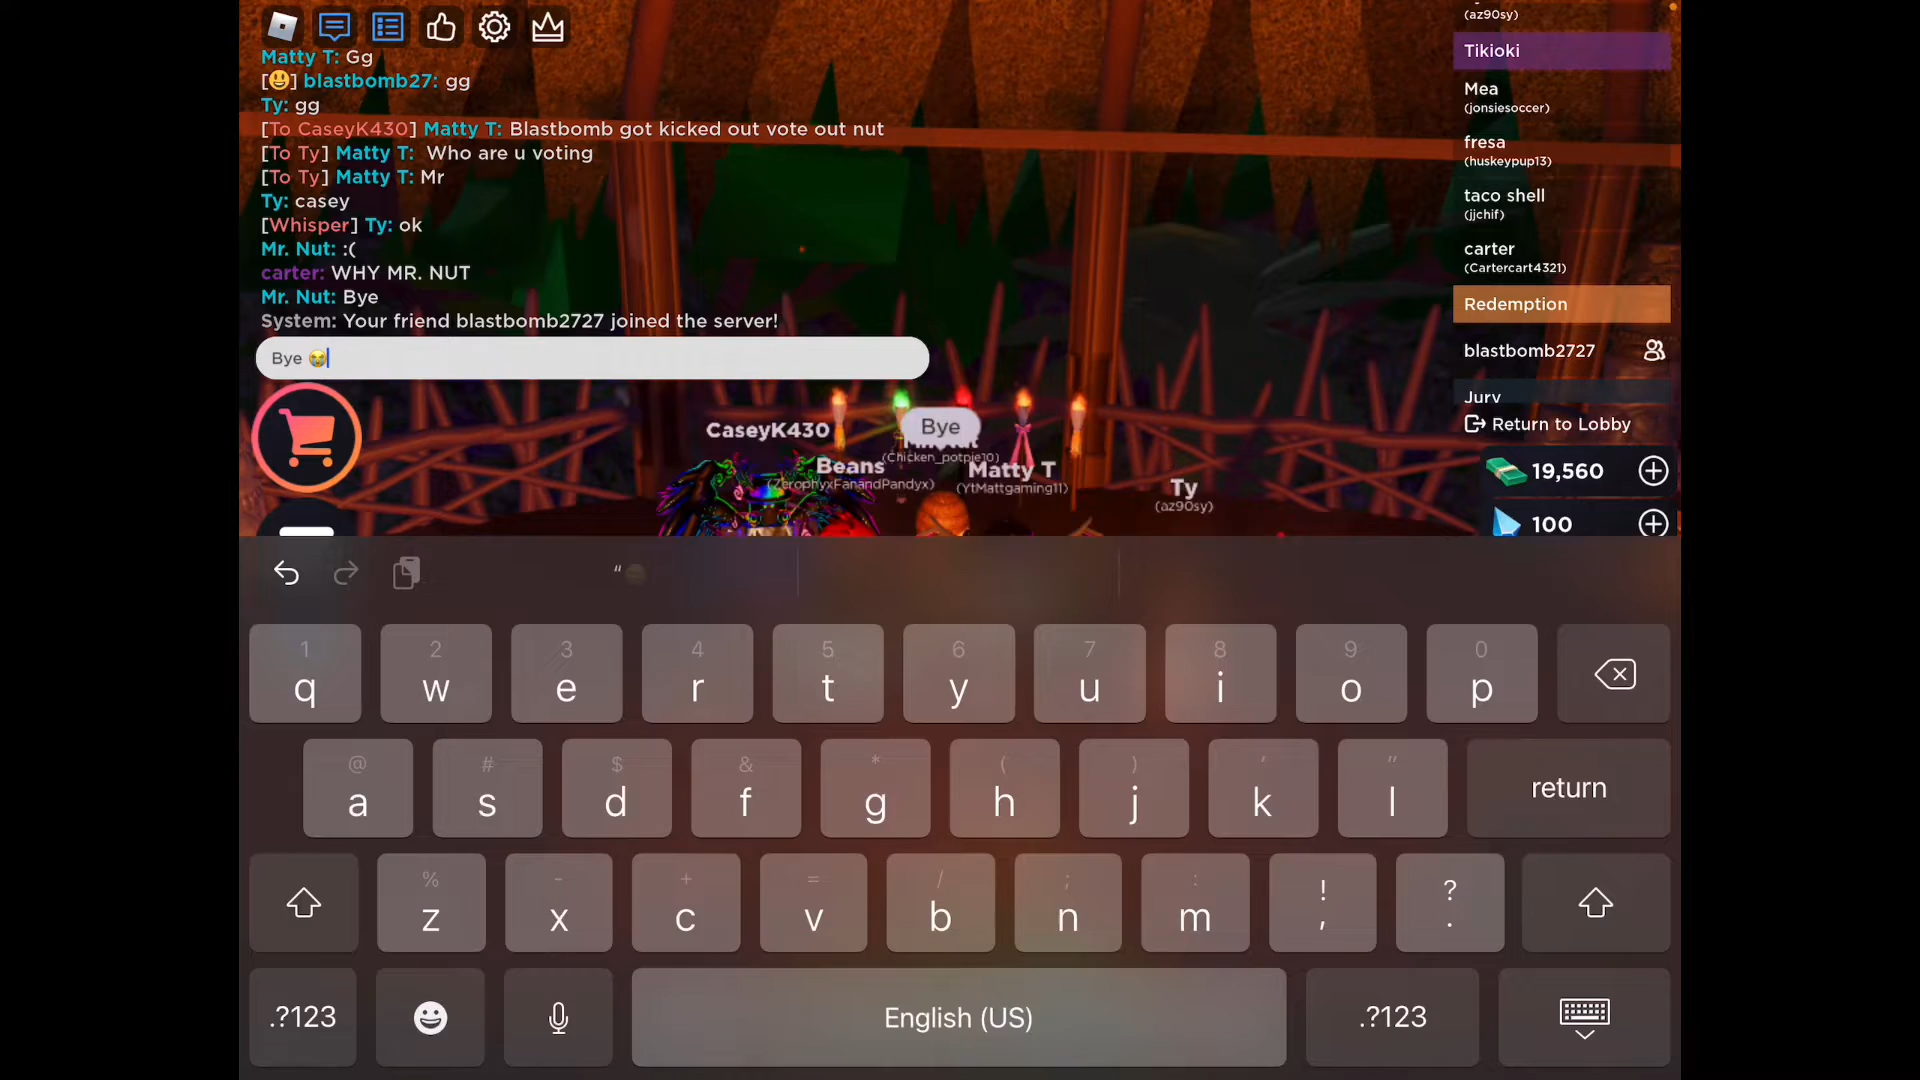 Matty T: Gg
[😃] blastbomb27: gg
Ty: gg
[To CaseyK430] Matty T: Blastbomb got kicked out vote out nut
[To Ty] Matty T: Who are u voting
[To Ty] Matty T: Mr
Ty: casey
[Whisper] Ty: ok
Mr. Nut: :(
carter: WHY MR. NUT
Mr. Nut: Bye
System: Your friend blastbomb2727 joined the server!
Bye 😭
(az90sy)
Tikioki
Mea
(jonsiesoccer)
fresa
(huskeypup13)
taco shell
(jjchif)
carter
(Cartercart4321)
Redemption
blastbomb2727
Jurv
Return to Lobby
19,560
100
CaseyK430
Bye
(Chicken_potpie10)
Beans
(ZerophyxFanandPandyx)
Matty T
(YtMattgaming11)
Ty
(az90sy)
1 2 3 4 5 6 7 8 9 0
q w e r t y u i o p
@ # $ & * ( ) ' "
a s d f g h j k l return
% - + = / ; : ! ?
z x c v b n m , .
.?123 English (US) .?123